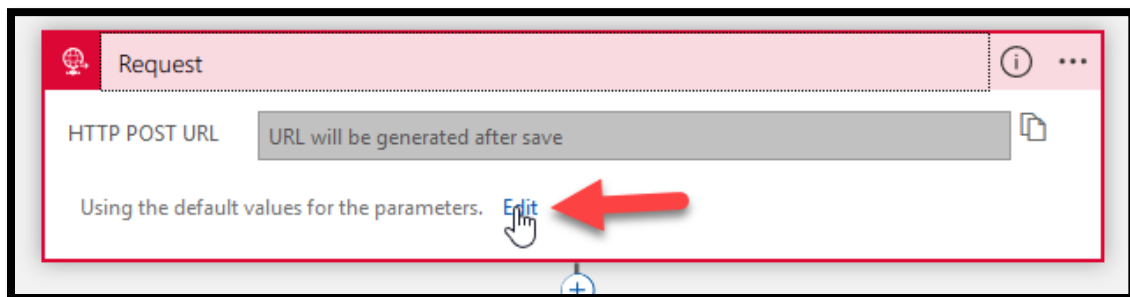 Request
HTTP POST URL
URL will be generated after save
Using the default values for the parameters. Edit